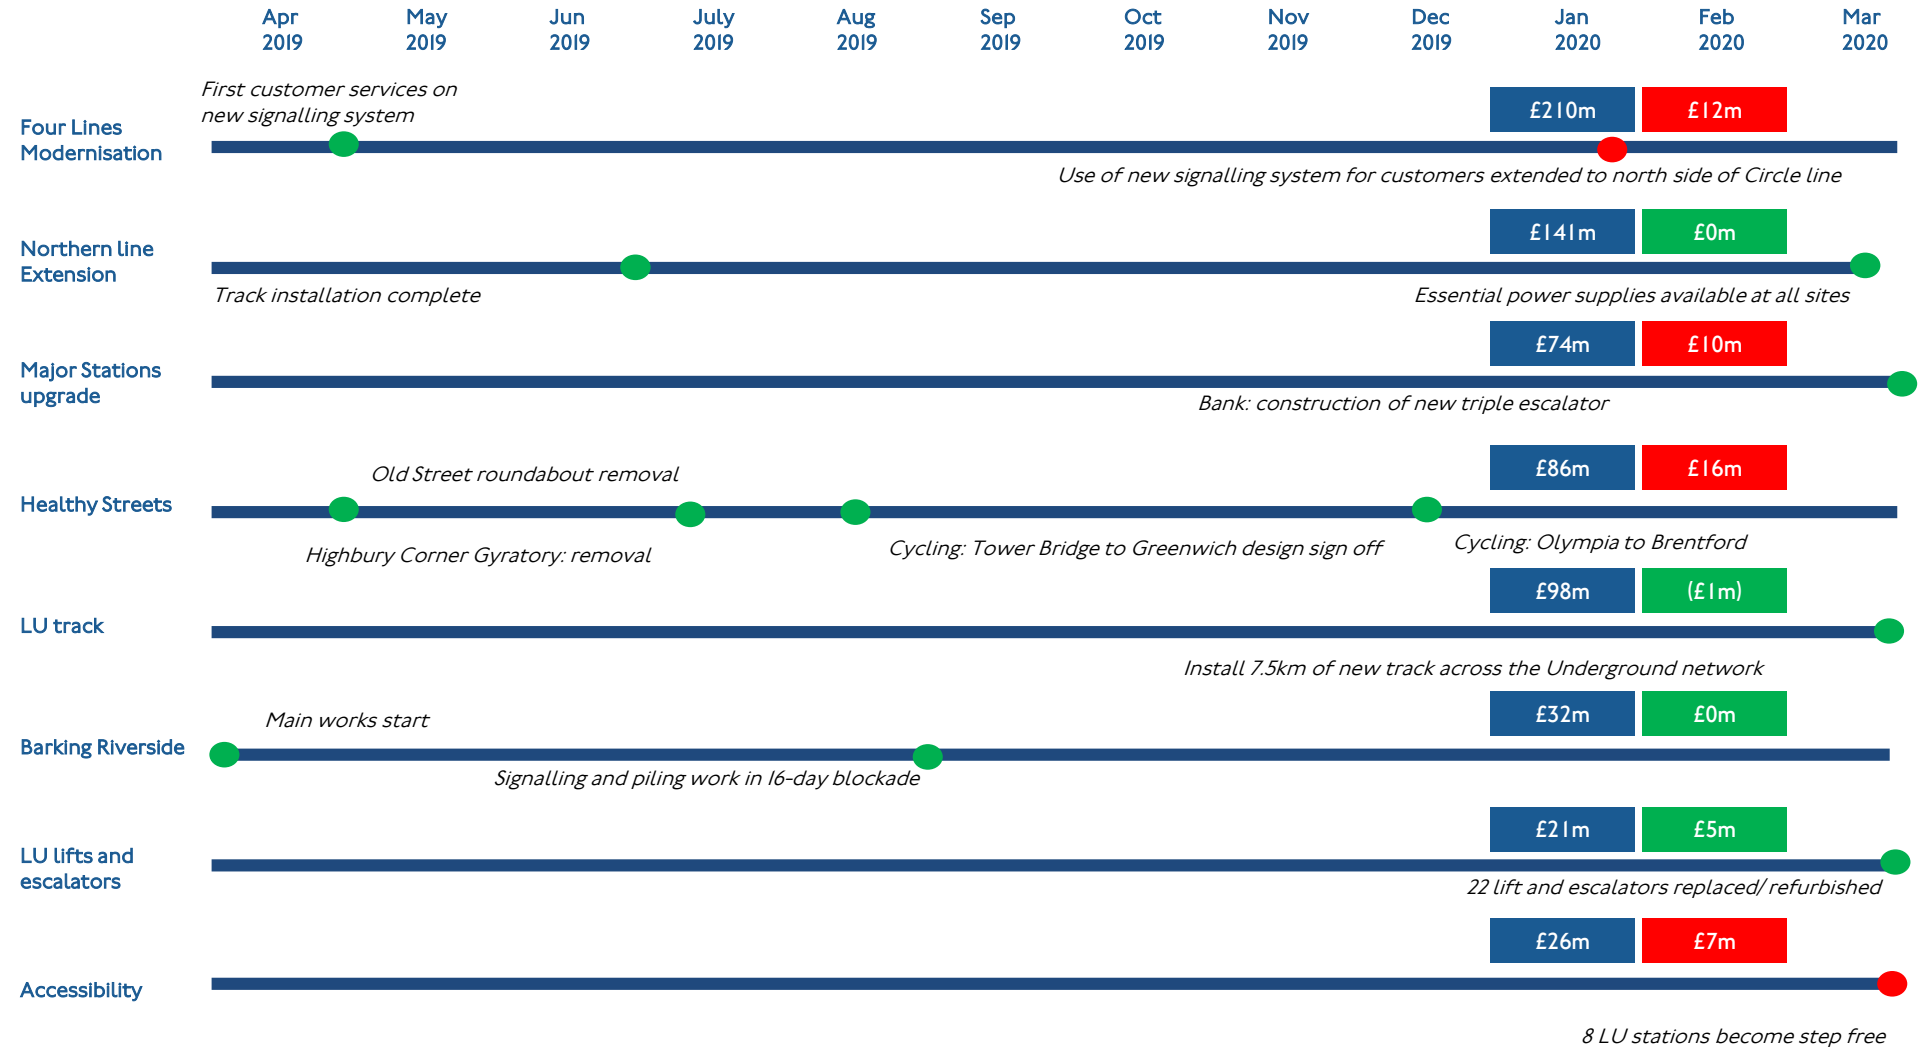 Apr May Jun July Aug Sep Oct Nov Dec Jan Feb Mar
2019 2019 2019 2019 2019 2019 2019 2019 2019 2020 2020 2020
First customer services on
new signalling system
£210m £12m
Four Lines
Modernisation
Use of new signalling system for customers extended to north side of Circle line
£141m £0m
Northern line
Extension
Track installation complete Essential power supplies available at all sites
£74m £10m
Major Stations
upgrade
Bank: construction of new triple escalator
£86m £16m
Old Street roundabout removal
Healthy Streets
Highbury Corner Gyratory: removal Cycling: Tower Bridge to Greenwich design sign off Cycling: Olympia to Brentford
£98m (£1m)
LU track
Install 7.5km of new track across the Underground network
£32m £0m
Main works start
Barking Riverside
Signalling and piling work in 16-day blockade
£21m £5m
LU lifts and
escalators
22 lift and escalators replaced/ refurbished
£26m £7m
Accessibility
8 LU stations become step free